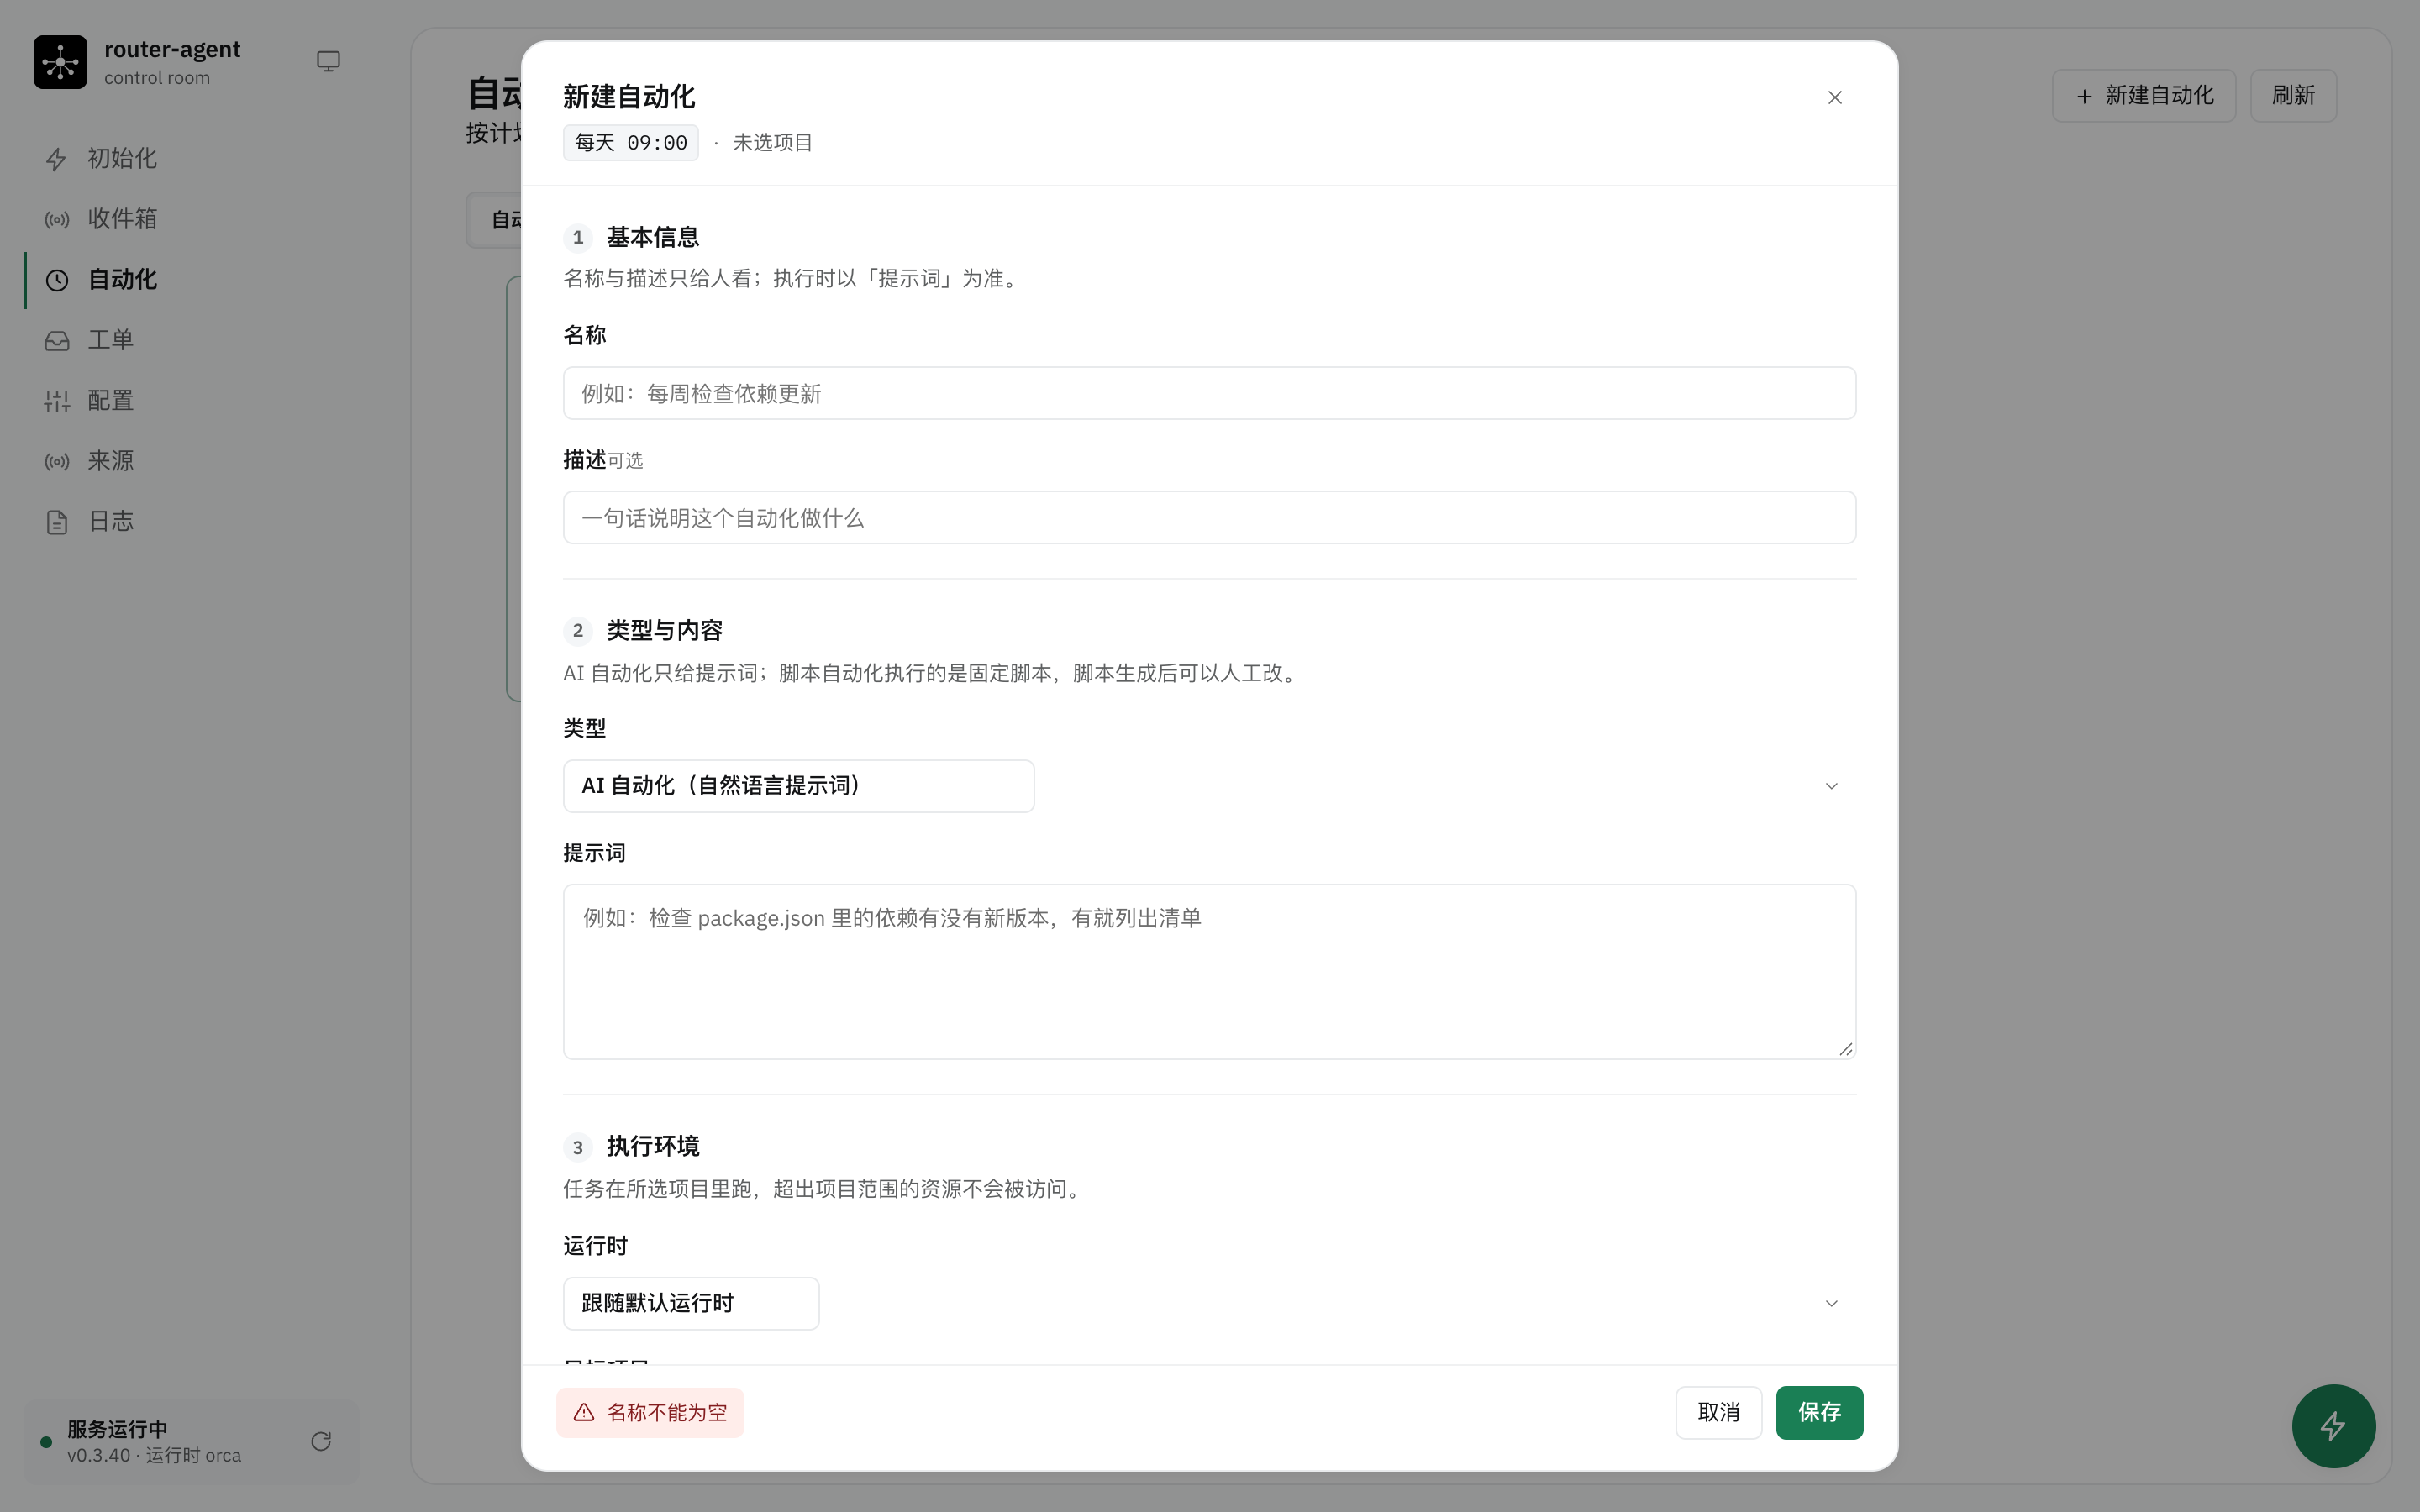 router-agent
control room
初始化
收件箱
自动化
工单
配置
来源
日志
服务运行中
v0.3.40 · 运行时 orca
自动
按计划
+ 新建自动化
刷新
自动
新建自动化
每天 09:00 · 未选项目
1 基本信息
名称与描述只给人看；执行时以「提示词」为准。
名称
例如：每周检查依赖更新
描述可选
一句话说明这个自动化做什么
2 类型与内容
AI 自动化只给提示词；脚本自动化执行的是固定脚本，脚本生成后可以人工改。
类型
AI 自动化（自然语言提示词）
提示词
例如：检查 package.json 里的依赖有没有新版本，有就列出清单
3 执行环境
任务在所选项目里跑，超出项目范围的资源不会被访问。
运行时
跟随默认运行时
目标项目
名称不能为空
取消
保存